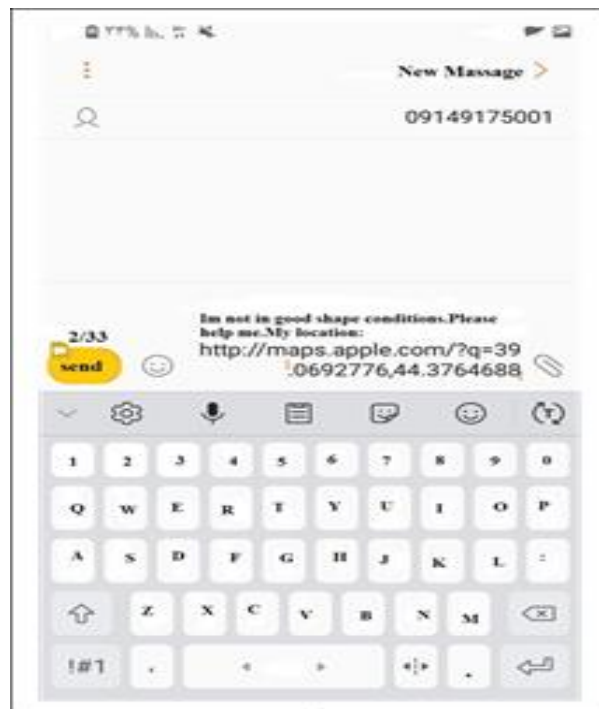 ٣٣%
New Massage >
09149175001
Im not in good shape conditions.Please
help me.My location:
http://maps.apple.com/?q=39
.0692776,44.3764688
2/33
send
1 2 3 4 5 6 7 8 9 0
Q W E R T Y U I O P
A S D F G H J K L :
Z X C V B N M
!#1 , .